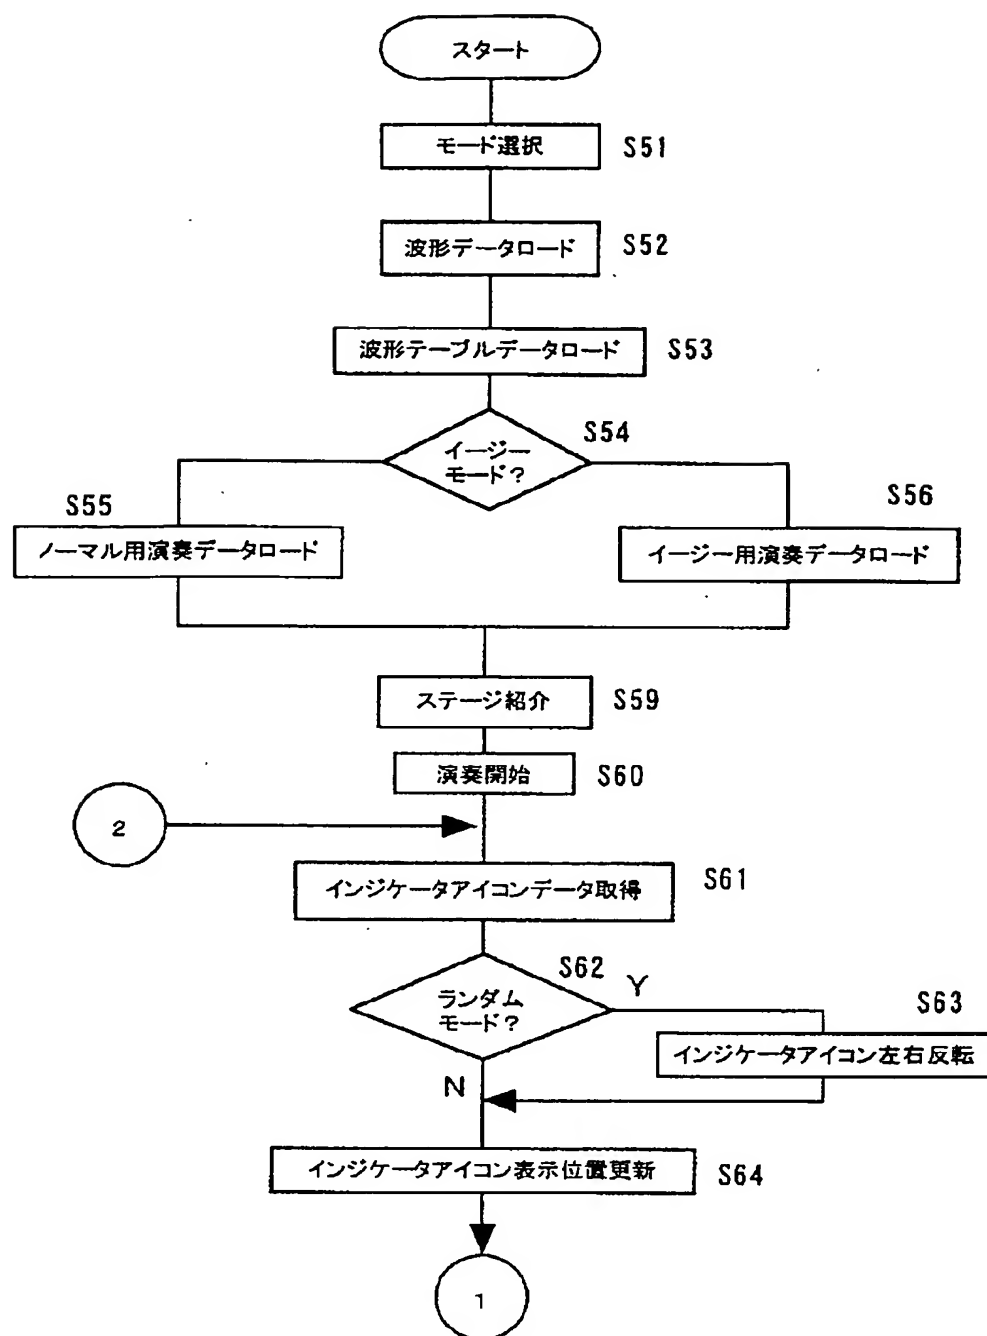 スタート
モード選択
S51
波形データロード
S52
波形テーブルデータロード
S53
S54
イージー
モード?
S55
S56
ノーマル用演奏データロード
イージー用演奏データロード
ステージ紹介
S59
演奏開始
S60
2
インジケータアイコンデータ取得
S61
S62
Y
ランダム
モード?
S63
インジケータアイコン左右反転
N
インジケータアイコン表示位置更新
S64
1